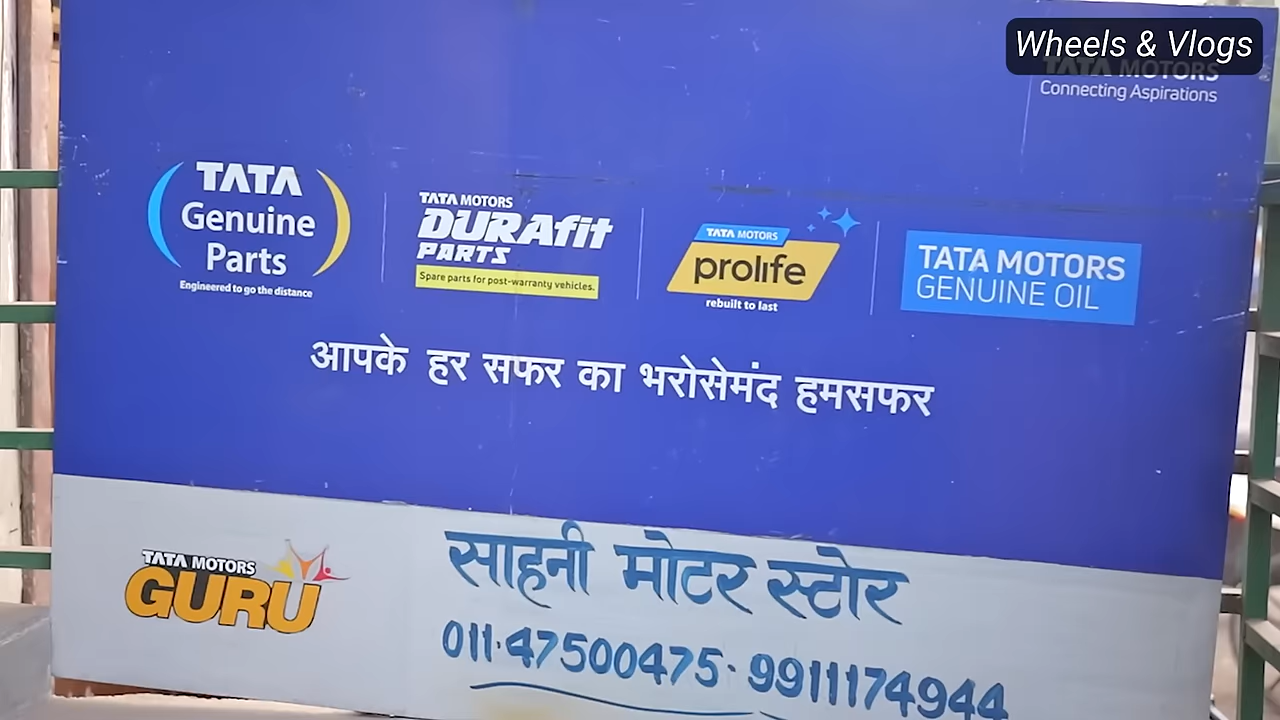 Wheels & Vlogs
TATA MOTORS
Connecting Aspirations
TATA
Genuine
Parts
Engineered to go the distance
TATA MOTORS
DURAfit
PARTS
Spare parts for post-warranty vehicles.
TATA MOTORS
prolife
rebuilt to last
TATA MOTORS
GENUINE OIL
आपके हर सफर का भरोसेमंद हमसफर
TATA MOTORS
GURU
साहनी मोटर स्टोर
011-47500475. 9911174944